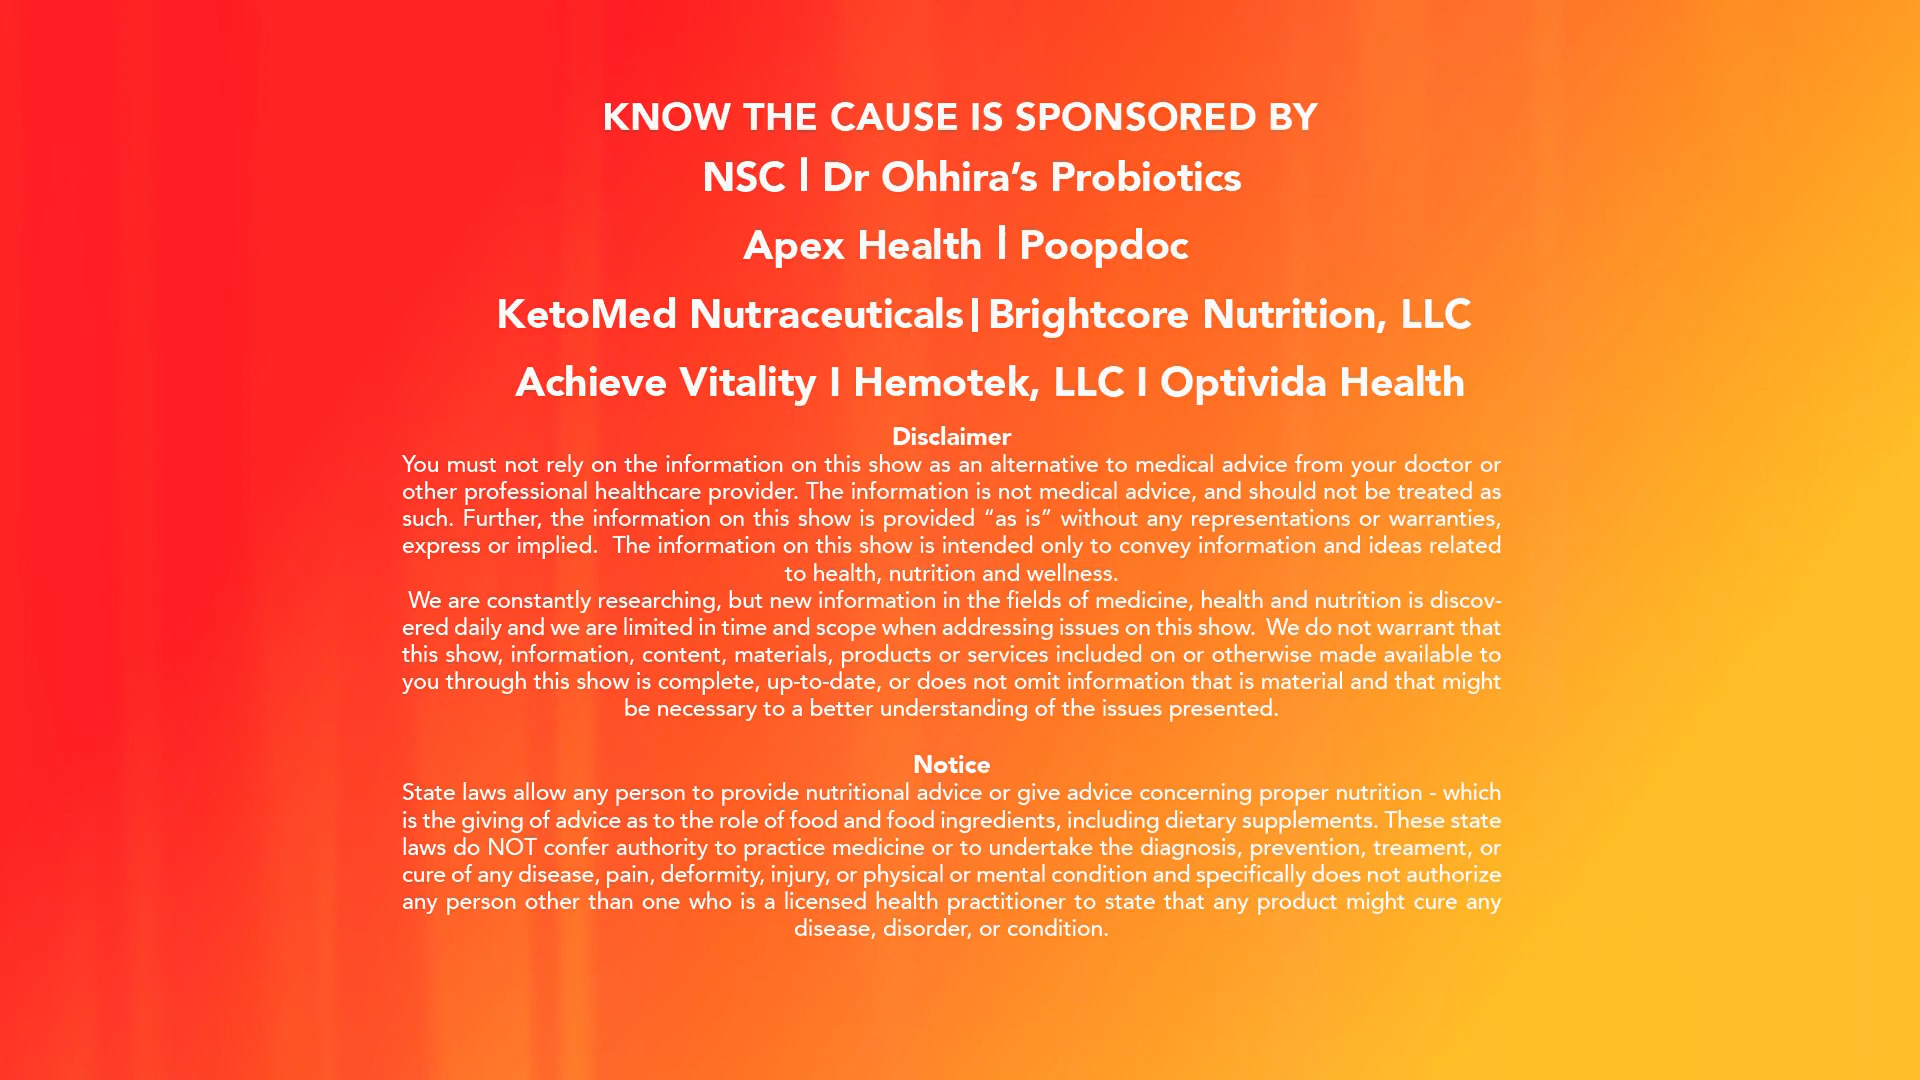 KNOW THE CAUSE IS SPONSORED BY
NSC | Dr Ohhira’s Probiotics
Apex Health | Poopdoc
KetoMed Nutraceuticals|Brightcore Nutrition, LLC
Achieve Vitality I Hemotek, LLC I Optivida Health
Disclaimer
You must not rely on the information on this show as an alternative to medical advice from your doctor or
other professional healthcare provider. The information is not medical advice, and should not be treated as
such. Further, the information on this show is provided “as is” without any representations or warranties,
express or implied.  The information on this show is intended only to convey information and ideas related
to health, nutrition and wellness.
We are constantly researching, but new information in the fields of medicine, health and nutrition is discov-
ered daily and we are limited in time and scope when addressing issues on this show.  We do not warrant that
this show, information, content, materials, products or services included on or otherwise made available to
you through this show is complete, up-to-date, or does not omit information that is material and that might
be necessary to a better understanding of the issues presented.
Notice
State laws allow any person to provide nutritional advice or give advice concerning proper nutrition - which
is the giving of advice as to the role of food and food ingredients, including dietary supplements. These state
laws do NOT confer authority to practice medicine or to undertake the diagnosis, prevention, treament, or
cure of any disease, pain, deformity, injury, or physical or mental condition and specifically does not authorize
any person other than one who is a licensed health practitioner to state that any product might cure any
disease, disorder, or condition.